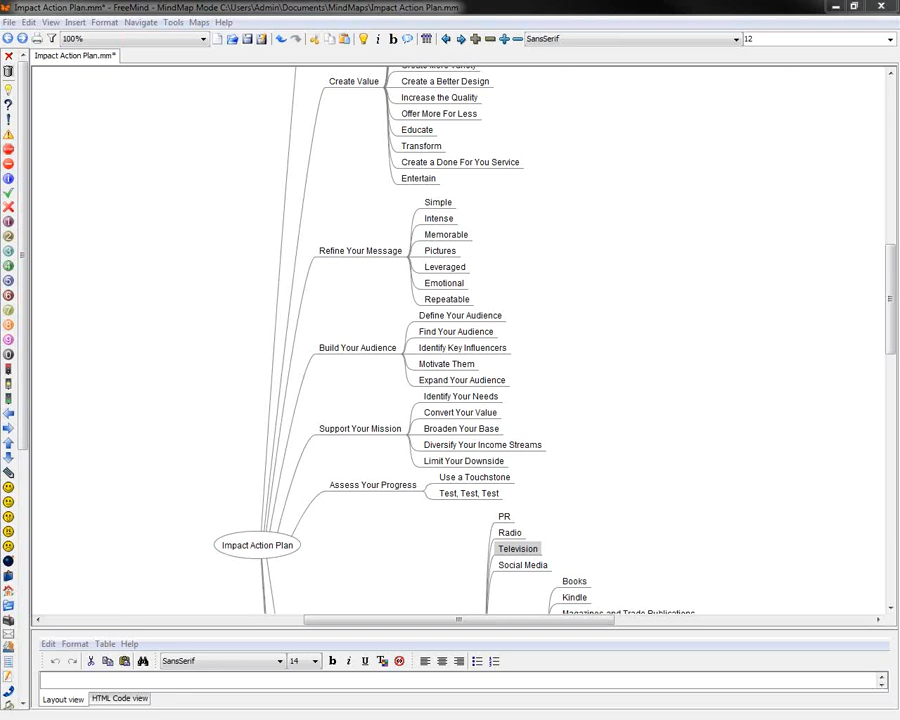 Impact Action Plan.mm* - FreeMind - MindMap Mode C:\Users\Admin\Documents\MindMaps\Impact Action Plan.mm
File Edit View Insert Format Navigate Tools Maps Help
100%
SansSerif
12
Impact Action Plan.mm*
Create Value
Create a Better Design
Increase the Quality
Offer More For Less
Educate
Transform
Create a Done For You Service
Entertain
Refine Your Message
Simple
Intense
Memorable
Pictures
Leveraged
Emotional
Repeatable
Build Your Audience
Define Your Audience
Find Your Audience
Identify Key Influencers
Motivate Them
Expand Your Audience
Support Your Mission
Identify Your Needs
Convert Your Value
Broaden Your Base
Diversify Your Income Streams
Limit Your Downside
Assess Your Progress
Use a Touchstone
Test, Test, Test
Impact Action Plan
PR
Radio
Television
Social Media
Books
Kindle
Magazines and Trade Publications
Edit Format Table Help
SansSerif
14
Layout view
HTML Code view